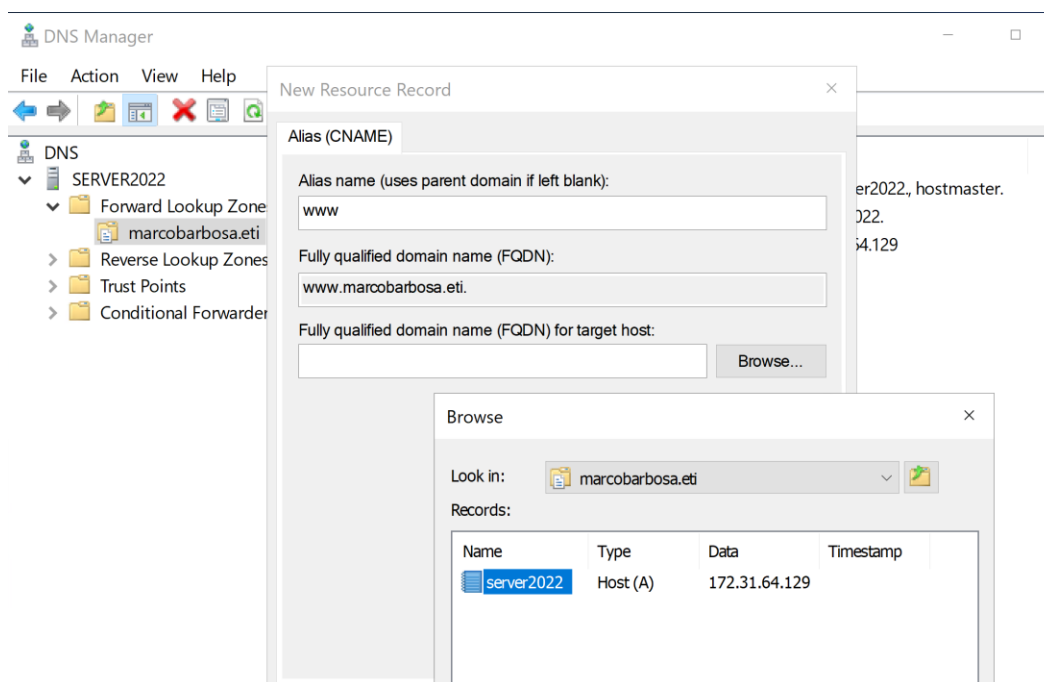 DNS Manager
File Action View Help
New Resource Record
Alias (CNAME)
DNS
SERVER2022
Forward Lookup Zone
marcobarbosa.eti
Reverse Lookup Zones
Trust Points
Conditional Forwarder
Alias name (uses parent domain if left blank):
www
Fully qualified domain name (FQDN):
www.marcobarbosa.eti.
Fully qualified domain name (FQDN) for target host:
Browse...
er2022., hostmaster.
022.
64.129
Browse
Look in: marcobarbosa.eti
Records:
Name Type Data Timestamp
server2022 Host (A) 172.31.64.129